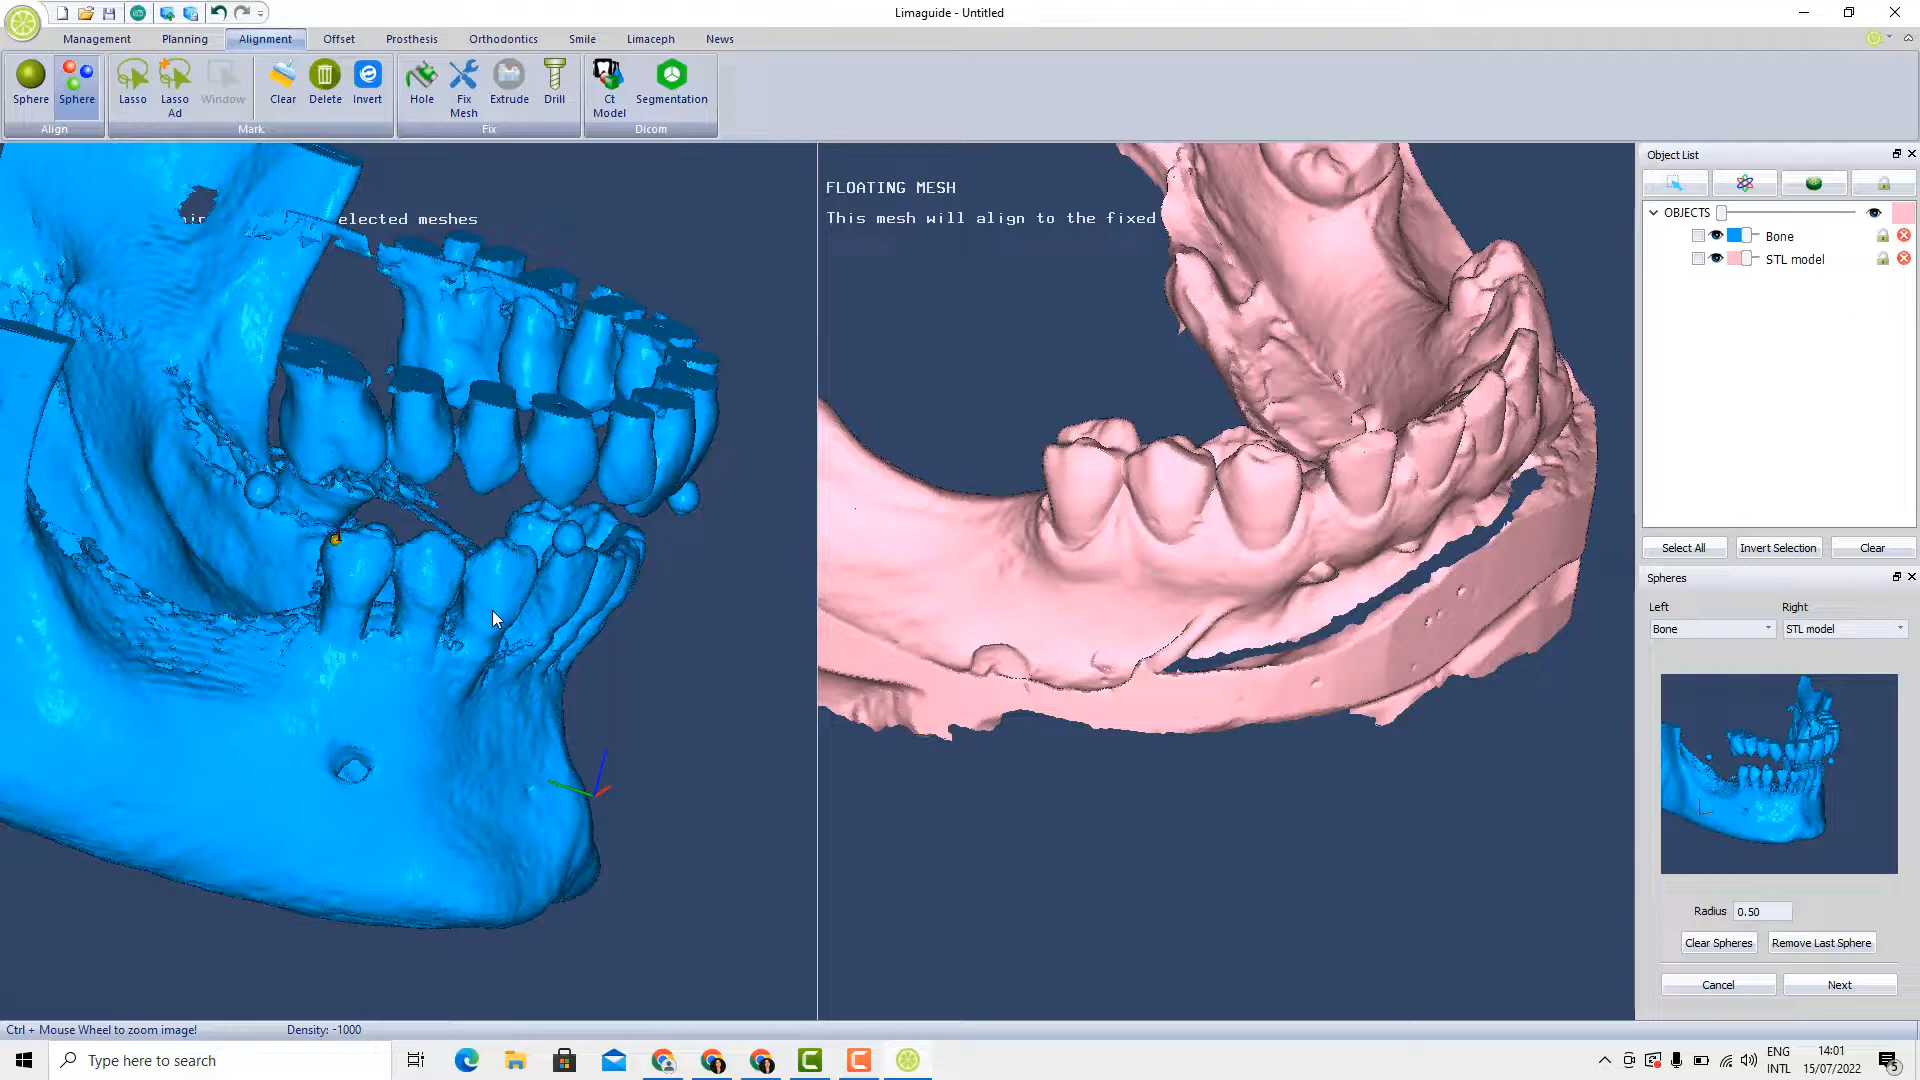 Limaguide - Untitled
Management Planning Alignment Offset Prosthesis Orthodontics Smile Limaceph News
Sphere Sphere Lasso Lasso Ad Window Clear Delete Invert Hole Fix Mesh Extrude Drill Ct Model Segmentation
Align Mark Fix Dicom
elected meshes
FLOATING MESH
This mesh will align to the fixed
Object List
OBJECTS
Bone
STL model
Select All Invert Selection Clear
Spheres
Left Right
Bone STL model
Radius 0.50
Clear Spheres Remove Last Sphere
Cancel Next
Ctrl + Mouse Wheel to zoom image! Density: -1000
Type here to search
ENG
INTL
14:01
15/07/2022
5